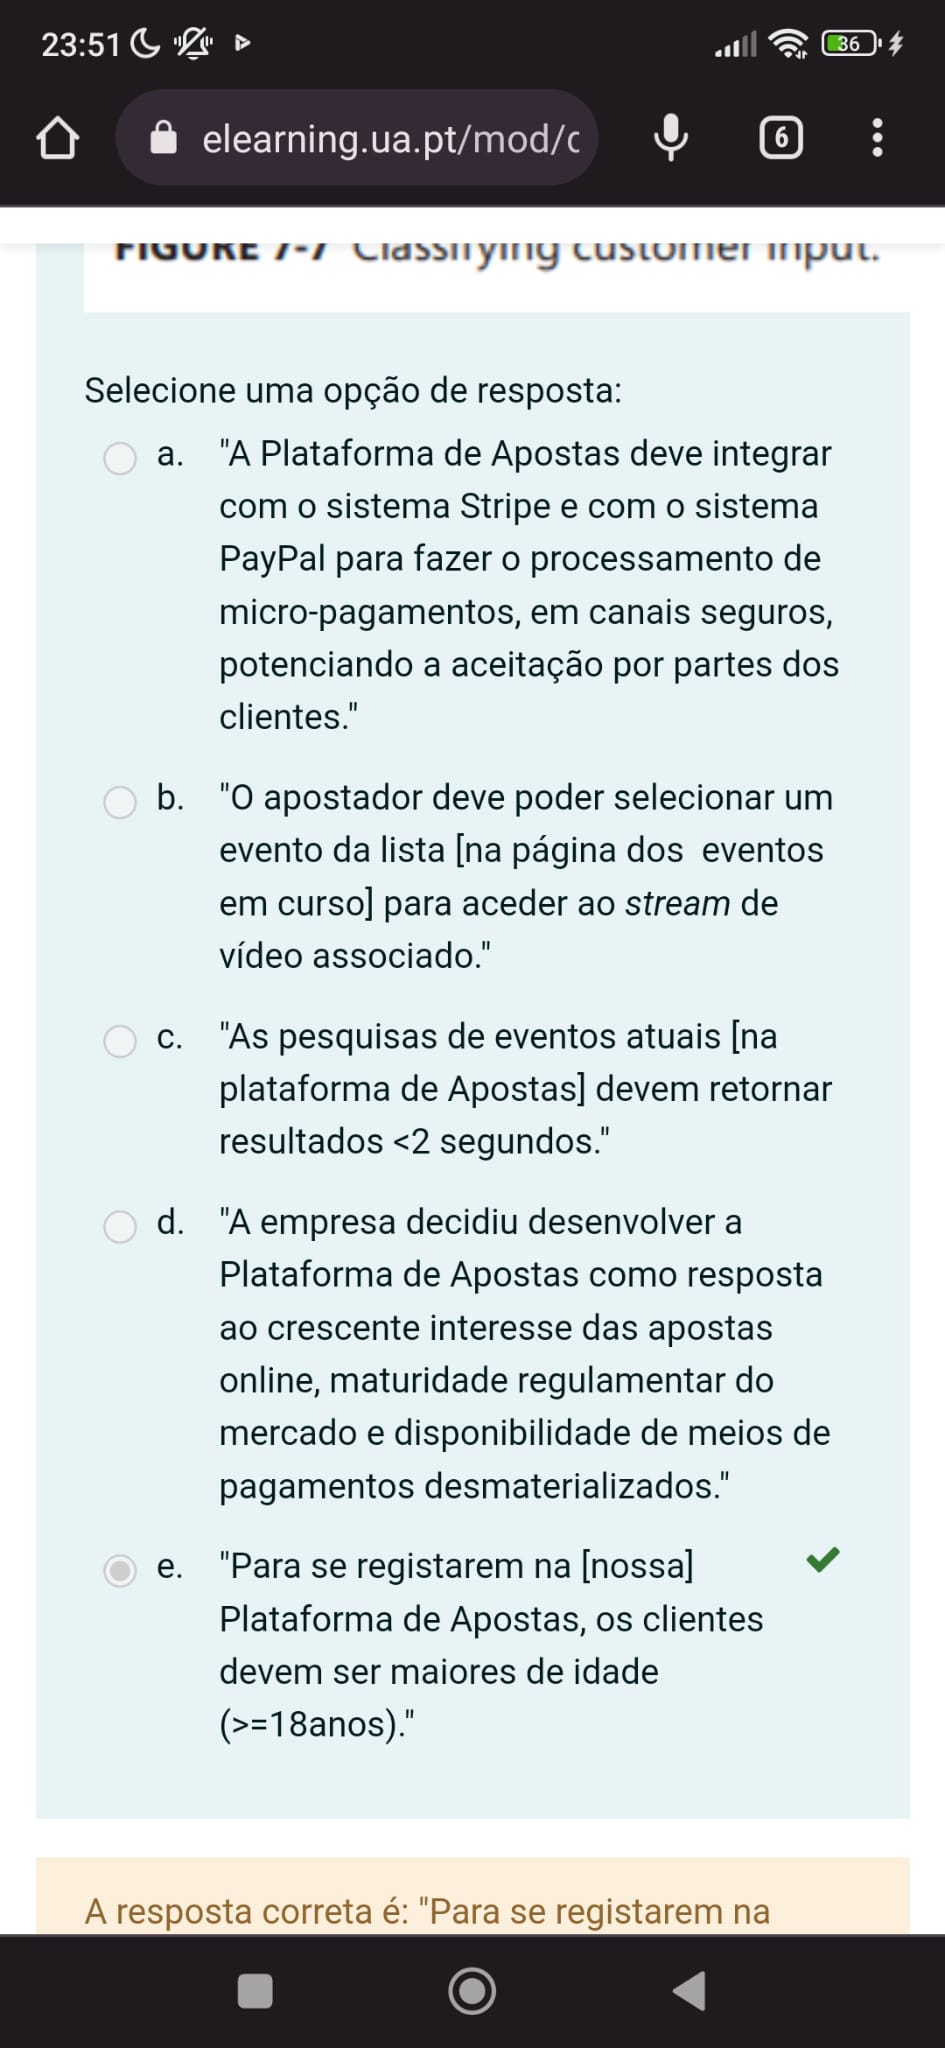 23:51
36
elearning.ua.pt/mod/c
6
FIGURE 7-7 Classifying customer input.
Selecione uma opção de resposta:
a. "A Plataforma de Apostas deve integrar
com o sistema Stripe e com o sistema
PayPal para fazer o processamento de
micro-pagamentos, em canais seguros,
potenciando a aceitação por partes dos
clientes."
b. "O apostador deve poder selecionar um
evento da lista [na página dos eventos
em curso] para aceder ao stream de
vídeo associado."
c. "As pesquisas de eventos atuais [na
plataforma de Apostas] devem retornar
resultados <2 segundos."
d. "A empresa decidiu desenvolver a
Plataforma de Apostas como resposta
ao crescente interesse das apostas
online, maturidade regulamentar do
mercado e disponibilidade de meios de
pagamentos desmaterializados."
e. "Para se registarem na [nossa]
Plataforma de Apostas, os clientes
devem ser maiores de idade
(>=18anos)."
A resposta correta é: "Para se registarem na